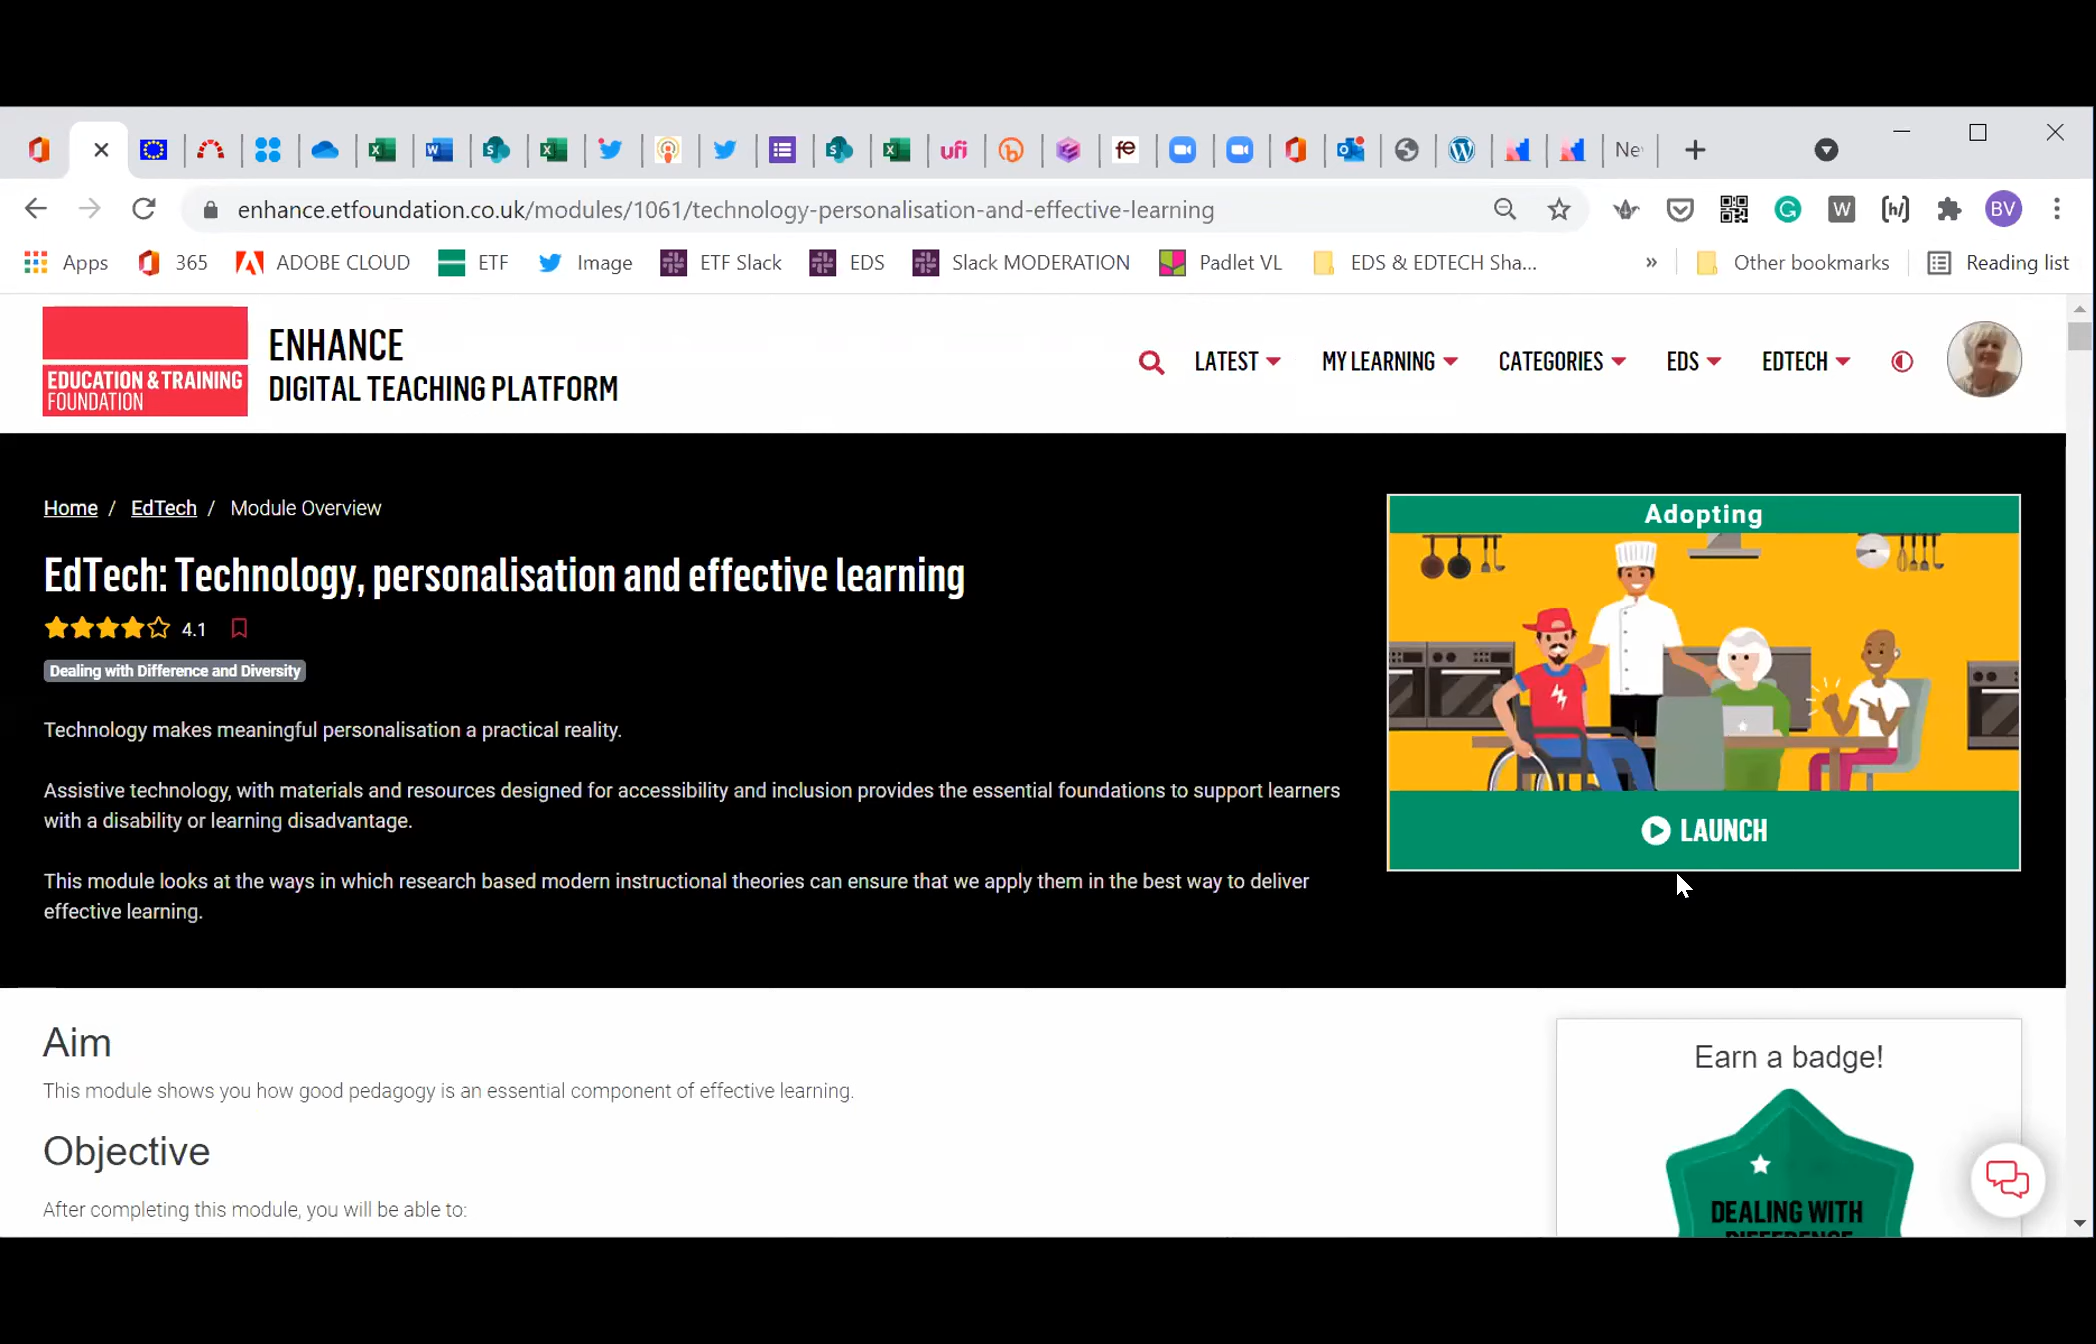 ufi
fe
Ne
enhance.etfoundation.co.uk/modules/1061/technology-personalisation-and-effective-learning
W
[h]
BV
Apps
365
ADOBE CLOUD
ETF
Image
ETF Slack
EDS
Slack MODERATION
Padlet VL
EDS & EDTECH Sha...
»
Other bookmarks
Reading list
EDUCATION & TRAINING
FOUNDATION
ENHANCE
DIGITAL TEACHING PLATFORM
LATEST
MY LEARNING
CATEGORIES
EDS
EDTECH
Home / EdTech / Module Overview
EdTech: Technology, personalisation and effective learning
4.1
Dealing with Difference and Diversity
Technology makes meaningful personalisation a practical reality.
Assistive technology, with materials and resources designed for accessibility and inclusion provides the essential foundations to support learners
with a disability or learning disadvantage.
This module looks at the ways in which research based modern instructional theories can ensure that we apply them in the best way to deliver
effective learning.
Adopting
LAUNCH
Aim
This module shows you how good pedagogy is an essential component of effective learning.
Objective
After completing this module, you will be able to:
Earn a badge!
DEALING WITH
DIFFERENCE